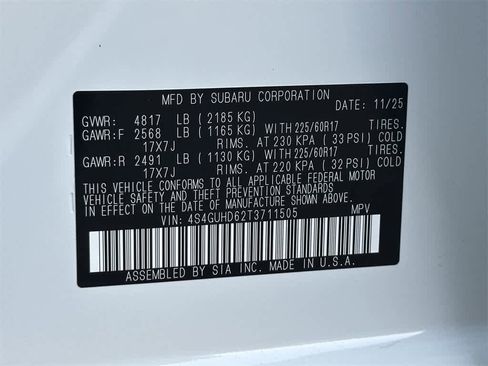 MFD BY SUBARU CORPORATION
GVWR: 4817 LB ( 2185 KG) DATE: 11/25
GAWR:F 2568 LB ( 1165 KG) WITH 225/60R17 TIRES.
17X7J RIMS. AT 230 KPA ( 33 PSI) COLD
GAWR:R 2491 LB ( 1130 KG) WITH 225/60R17 TIRES.
17X7J RIMS. AT 220 KPA ( 32 PSI) COLD
THIS VEHICLE CONFORMS TO ALL APPLICABLE FEDERAL MOTOR
VEHICLE SAFETY AND THEFT PREVENTION STANDARDS
IN EFFECT ON THE DATE OF MANUFACTURE SHOWN ABOVE.
VIN: 4S4GUHD62T3711505 MPV
ASSEMBLED BY SIA INC. MADE IN U.S.A.